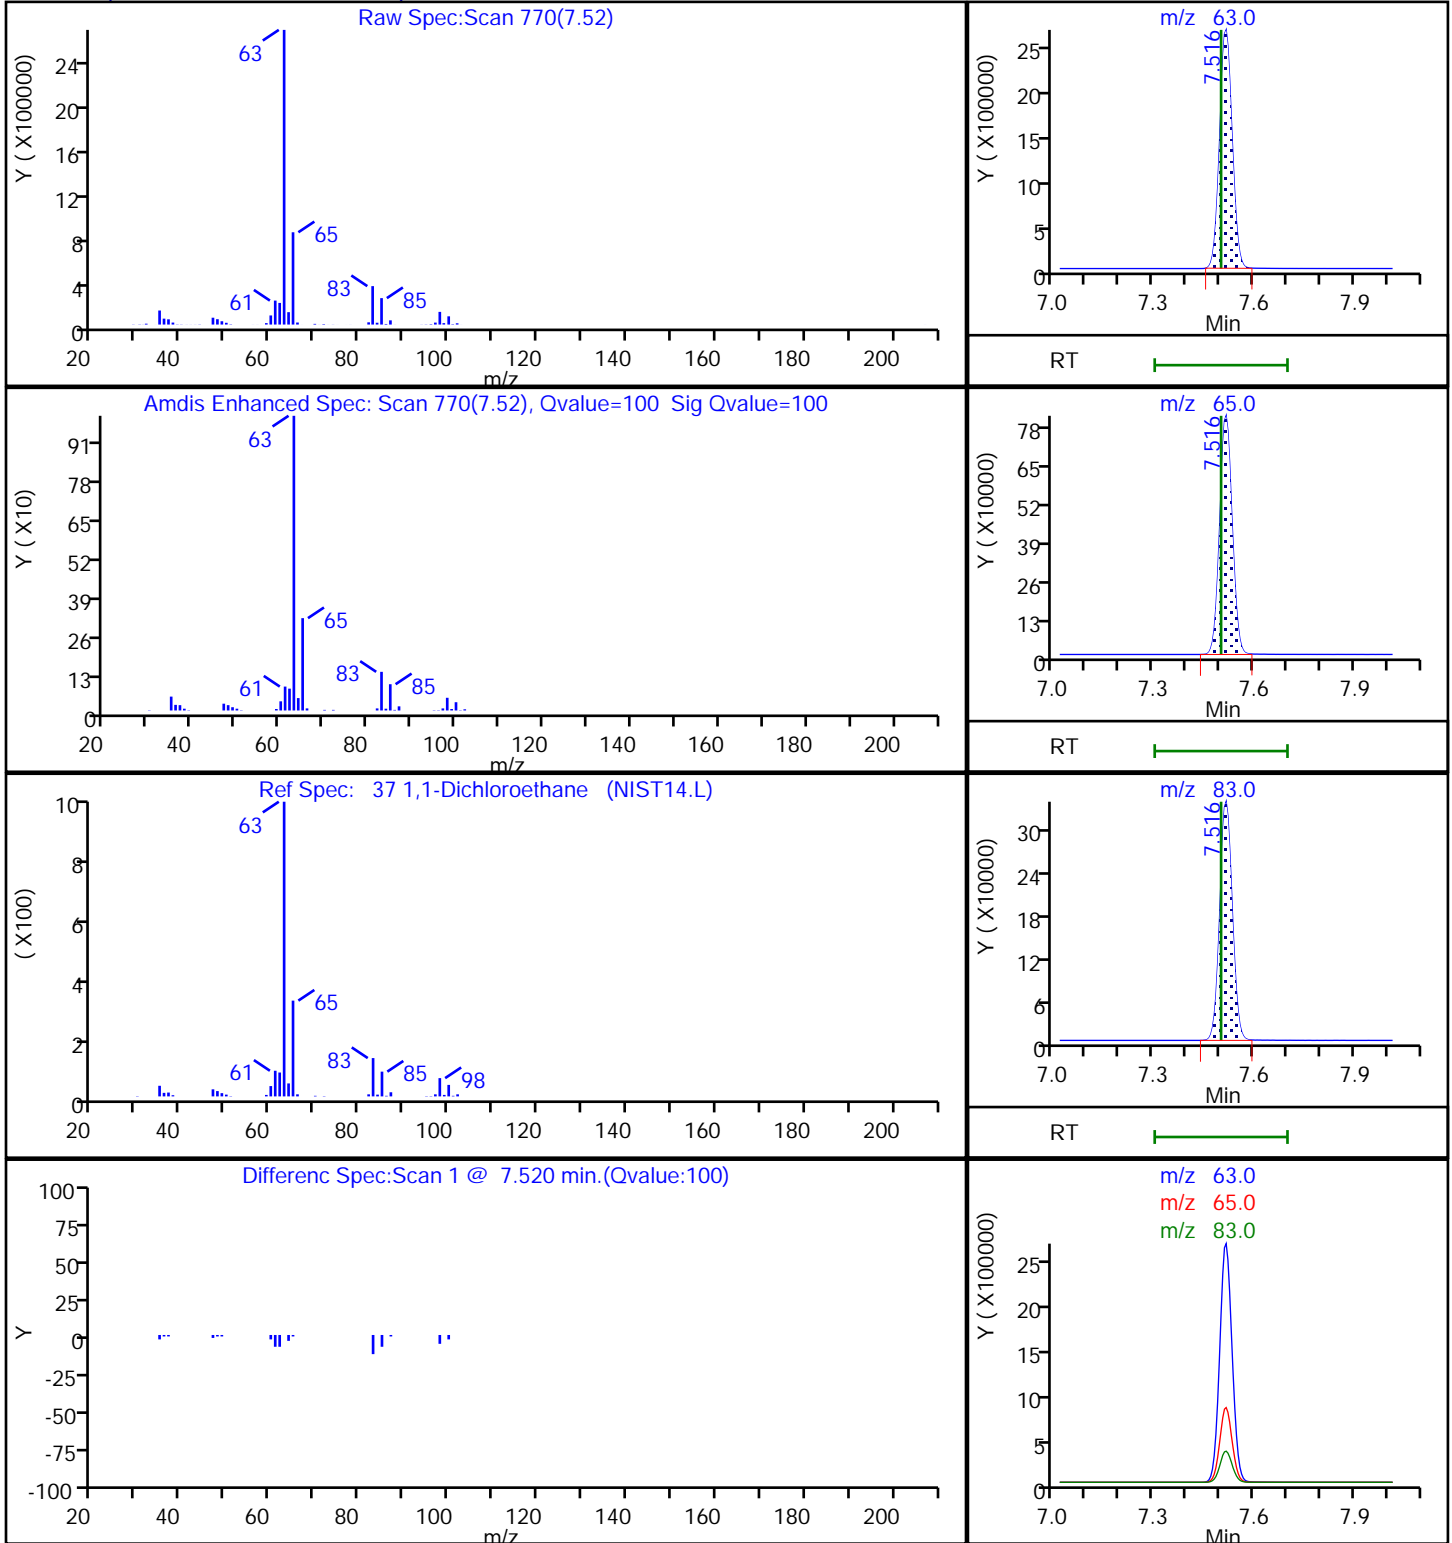 Raw Spec:Scan 770(7.52)
Y ( X100000)
24
20
16
12
8
4
0
63
65
61
83
85
20 40 60 80 100 120 140 160 180 200
m/z
m/z 63.0
Y ( X100000)
25
20
15
10
5
0
7.516
7.0 7.3 7.6 7.9
Min
RT
Amdis Enhanced Spec: Scan 770(7.52), Qvalue=100 Sig Qvalue=100
Y ( X10)
91
78
65
52
39
26
13
0
63
65
61
83
85
20 40 60 80 100 120 140 160 180 200
m/z
m/z 65.0
Y ( X10000)
78
65
52
39
26
13
0
7.516
7.0 7.3 7.6 7.9
Min
RT
Ref Spec: 37 1,1-Dichloroethane (NIST14.L)
( X100)
10
8
6
4
2
0
63
65
61
83
85
98
20 40 60 80 100 120 140 160 180 200
m/z 83.0
Y ( X10000)
30
24
18
12
6
0
7.516
7.0 7.3 7.6 7.9
Min
RT
Differenc Spec:Scan 1 @ 7.520 min.(Qvalue:100)
Y
100
75
50
25
0
-25
-50
-75
-100
20 40 60 80 100 120 140 160 180 200
m/z
m/z 63.0
m/z 65.0
m/z 83.0
Y ( X100000)
25
20
15
10
5
0
7.0 7.3 7.6 7.9
Min